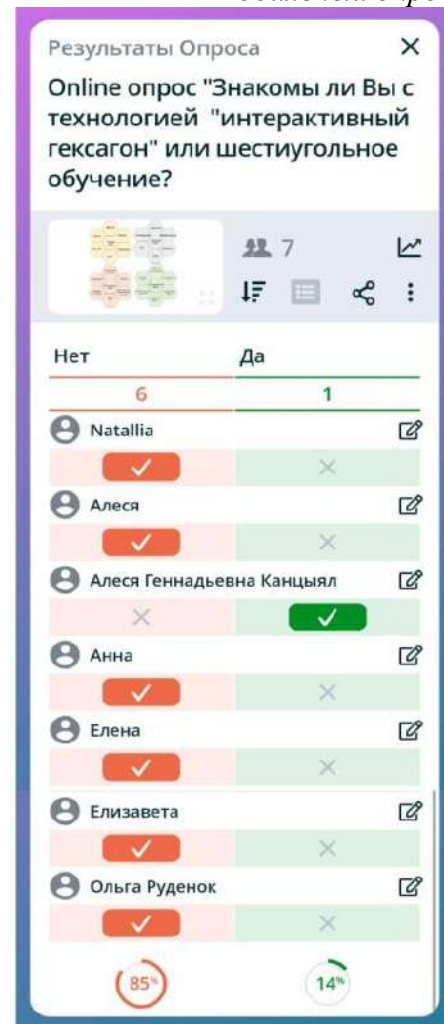 Результаты Опроса
Online опрос "Знакомы ли Вы с
технологией "интерактивный
гексагон" или шестиугольное
обучение?
7
Нет Да
6 1
Natallia
Алеся
Алеся Геннадьевна Канцыял
Анна
Елена
Елизавета
Ольга Руденок
85% 14%